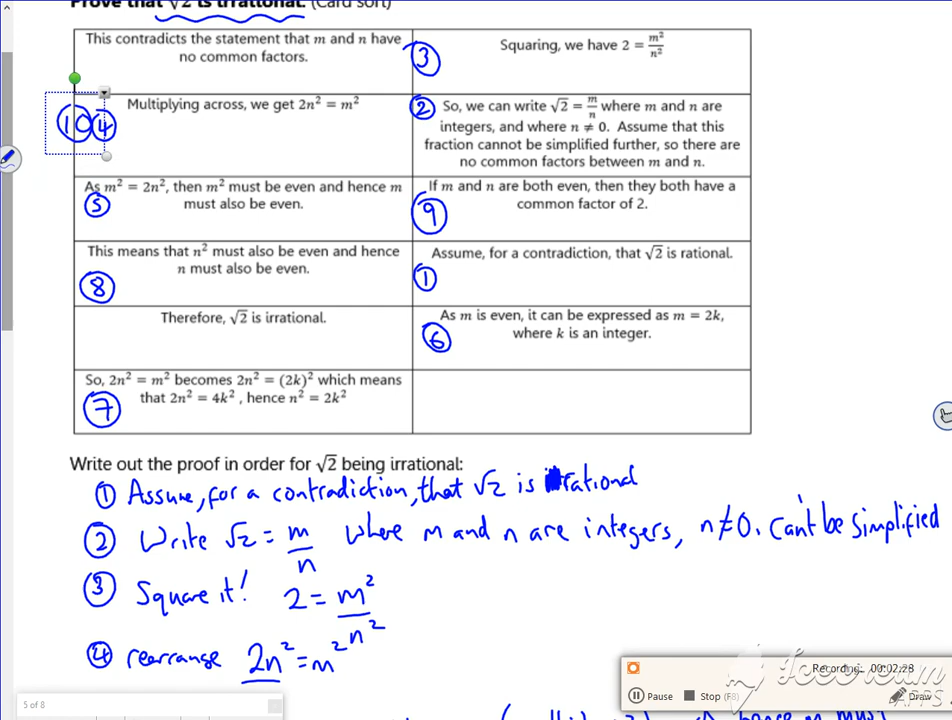 Prove that √2 is irrational. (Card sort)
This contradicts the statement that m and n have
no common factors.
③ Squaring, we have 2 = m²/n²
⑩ ④ Multiplying across, we get 2n² = m²
② So, we can write √2 = m/n where m and n are
integers, and where n ≠ 0. Assume that this
fraction cannot be simplified further, so there are
no common factors between m and n.
As m² = 2n², then m² must be even and hence m
⑤ must also be even.
If m and n are both even, then they both have a
⑨ common factor of 2.
This means that n² must also be even and hence
n must also be even.
⑧
Assume, for a contradiction, that √2 is rational.
①
Therefore, √2 is irrational.
As m is even, it can be expressed as m = 2k,
⑥ where k is an integer.
So, 2n² = m² becomes 2n² = (2k)² which means
⑦ that 2n² = 4k², hence n² = 2k²
Write out the proof in order for √2 being irrational:
① Assume, for a contradiction, that √2 is rational
② Write √2 = m/n where m and n are integers, n≠0. can't be simplified
③ Square it! 2 = m²/n²
④ rearrange 2n² = m²
Recording... 00:02:28
Icecream
APPS
Pause Stop (F8) Draw
5 of 8